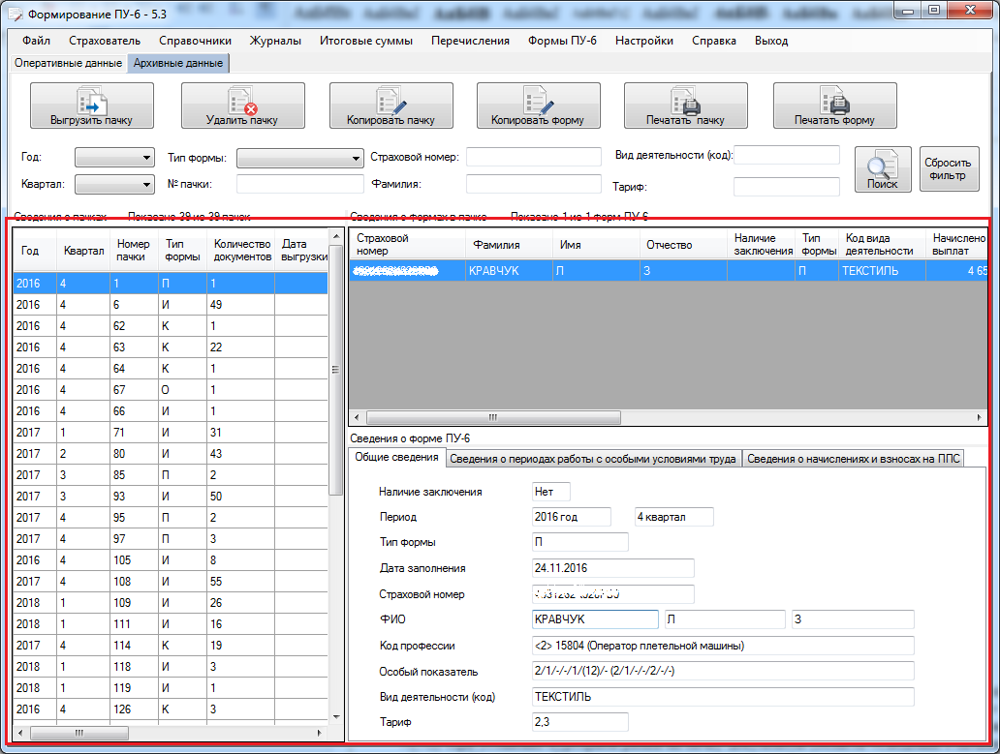 Формирование ПУ-6 - 5.3
Файл Страхователь Справочники Журналы Итоговые суммы Перечисления Формы ПУ-6 Настройки Справка Выход
Оперативные данные Архивные данные
Выгрузить пачку Удалить пачку Копировать пачку Копировать форму Печатать пачку Печатать форму
Год: Тип формы: Страховой номер: Вид деятельности (код): Поиск Сбросить фильтр
Квартал: № пачки: Фамилия: Тариф:
Сведения о пачках Показано 39 из 39 пачек Сведения о формах в пачке Показано 1 из 1 форм ПУ-6
Год Квартал Номер пачки Тип формы Количество документов Дата выгрузки
2016 4 1 П 1
2016 4 6 И 49
2016 4 62 К 1
2016 4 63 К 22
2016 4 64 К 1
2016 4 67 О 1
2016 4 66 И 1
2017 1 71 И 31
2017 2 80 И 43
2017 3 85 П 2
2017 3 93 И 50
2017 4 95 П 2
2017 4 97 П 3
2016 4 105 И 8
2017 4 108 И 55
2018 1 109 И 26
2018 1 111 И 16
2017 4 114 К 19
2018 1 118 И 3
2018 1 119 И 1
2016 4 126 К 3
Страховой номер Фамилия Имя Отчество Наличие заключения Тип формы Код вида деятельности Начислено выплат
КРАВЧУК Л З П ТЕКСТИЛЬ 4 65
Сведения о форме ПУ-6
Общие сведения Сведения о периодах работы с особыми условиями труда Сведения о начислениях и взносах на ППС
Наличие заключения Нет
Период 2016 год 4 квартал
Тип формы П
Дата заполнения 24.11.2016
Страховой номер
ФИО КРАВЧУК Л З
Код профессии <2> 15804 (Оператор плетельной машины)
Особый показатель 2/1/-/-/1/(12)/- (2/1/-/-/2/-/-)
Вид деятельности (код) ТЕКСТИЛЬ
Тариф 2,3